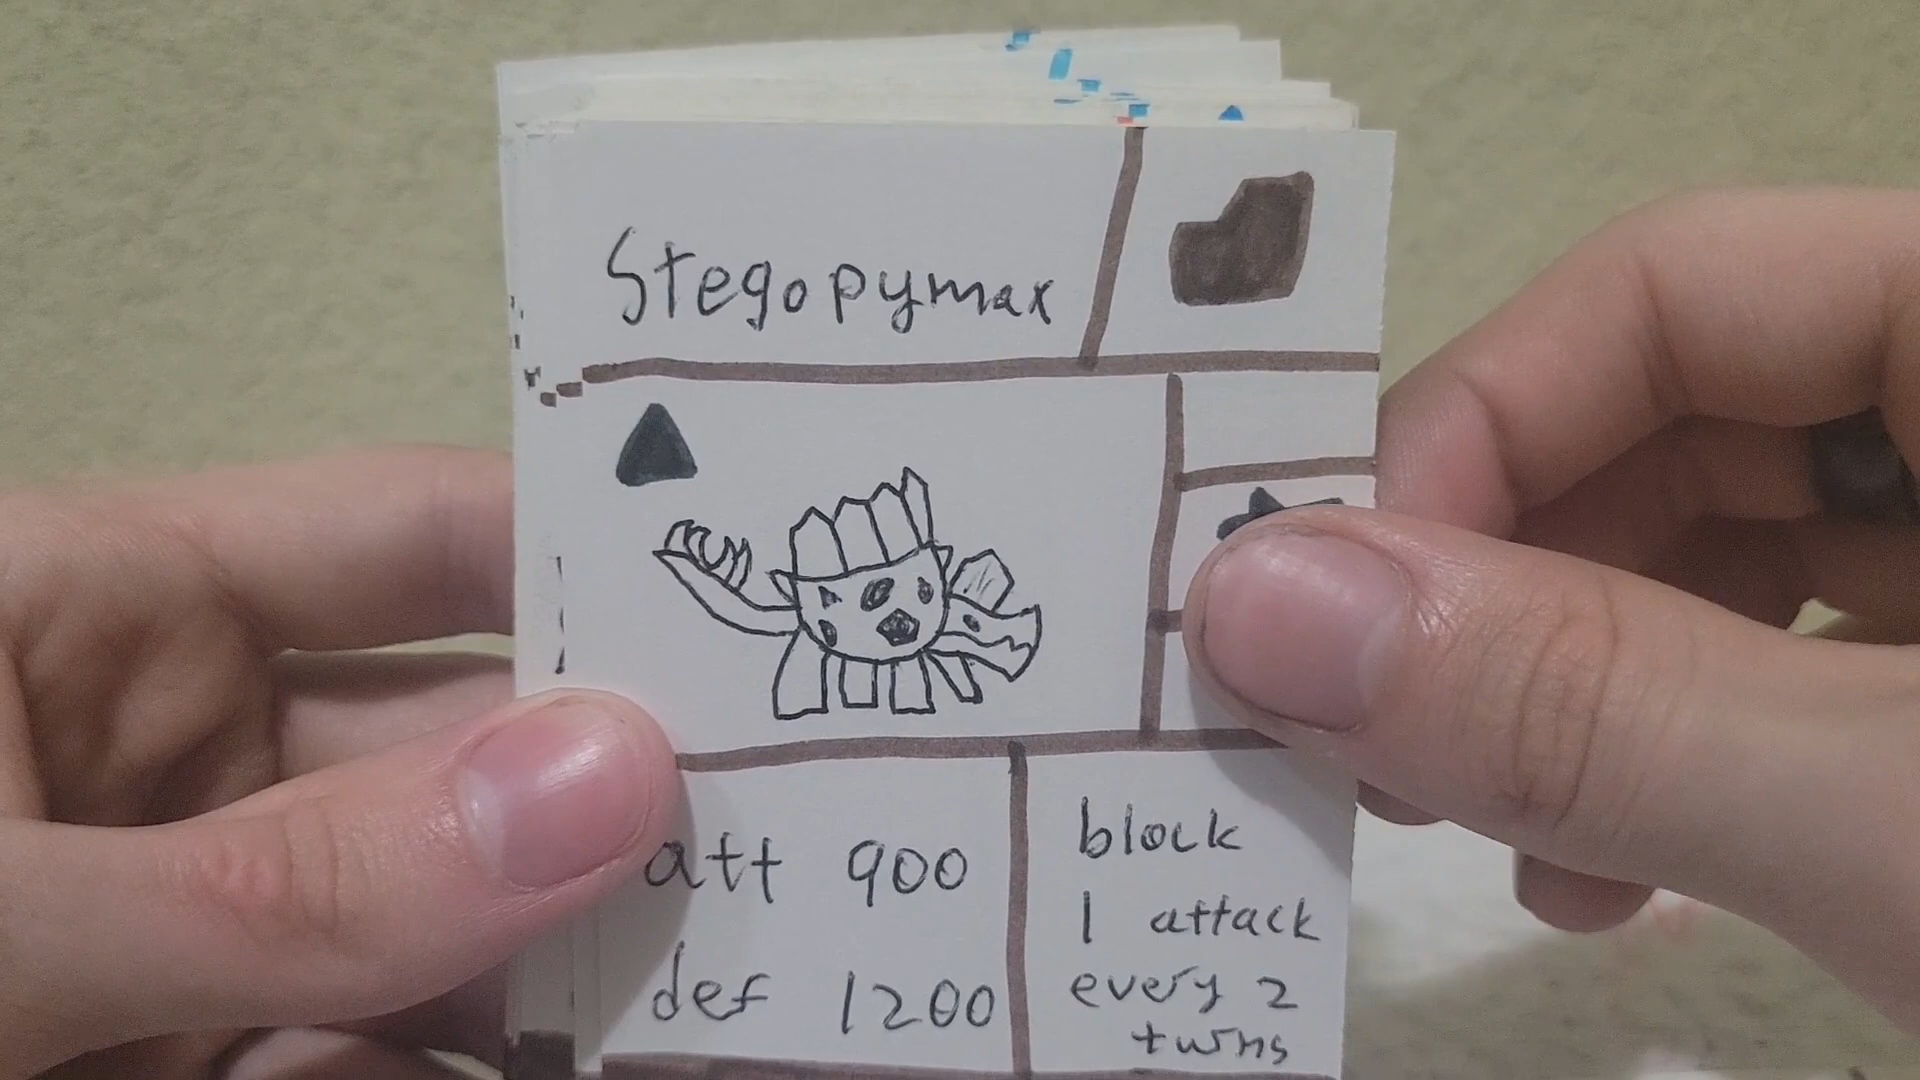 Stegopymax
att 900
def 1200
block
1 attack
every 2
turns